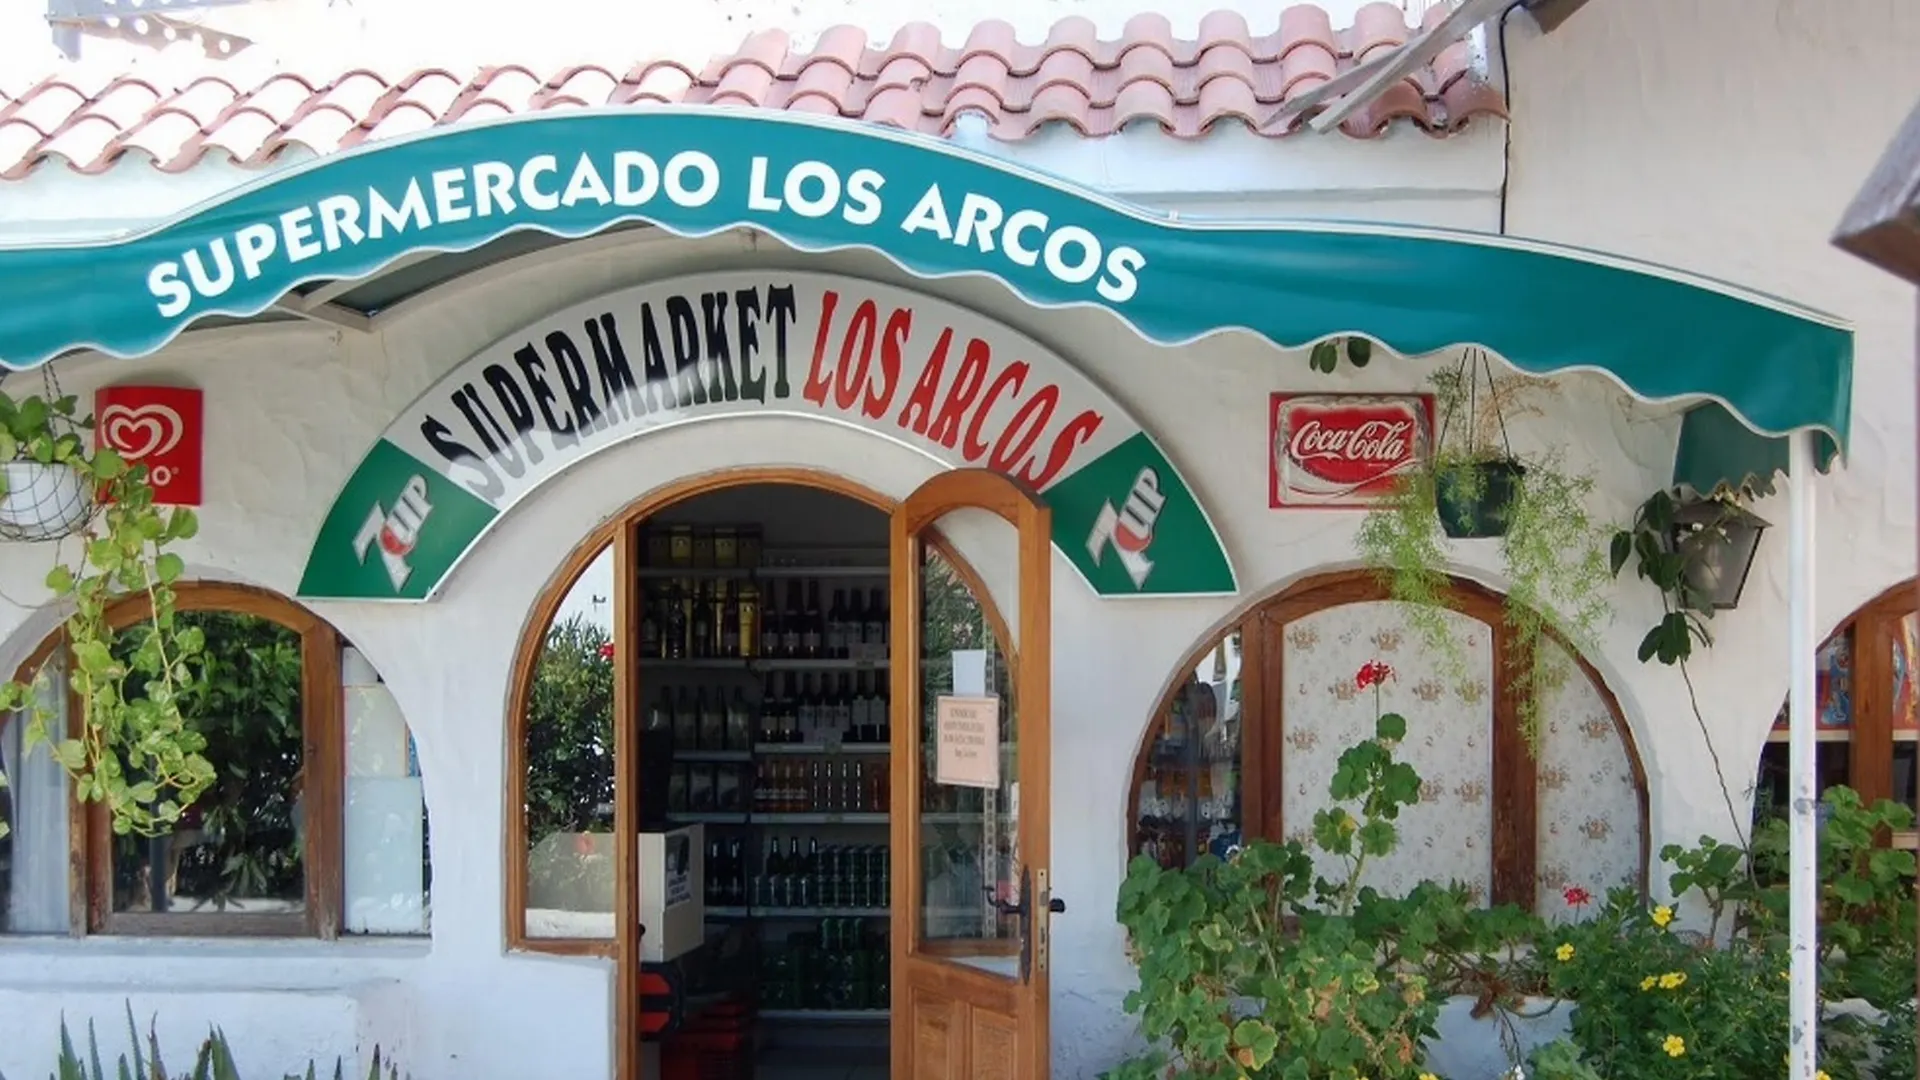 SUPERMERCADO LOS ARCOS
SUPERMARKET LOS ARCOS
7UP
7UP
Coca-Cola